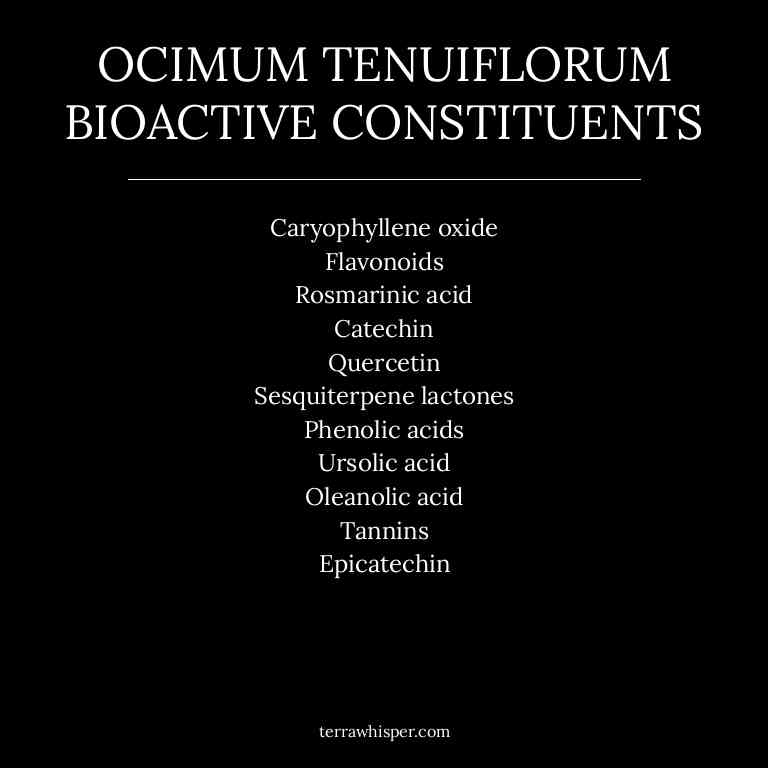 OCIMUM TENUIFLORUM
BIOACTIVE CONSTITUENTS
Caryophyllene oxide
Flavonoids
Rosmarinic acid
Catechin
Quercetin
Sesquiterpene lactones
Phenolic acids
Ursolic acid
Oleanolic acid
Tannins
Epicatechin
terrawhisper.com